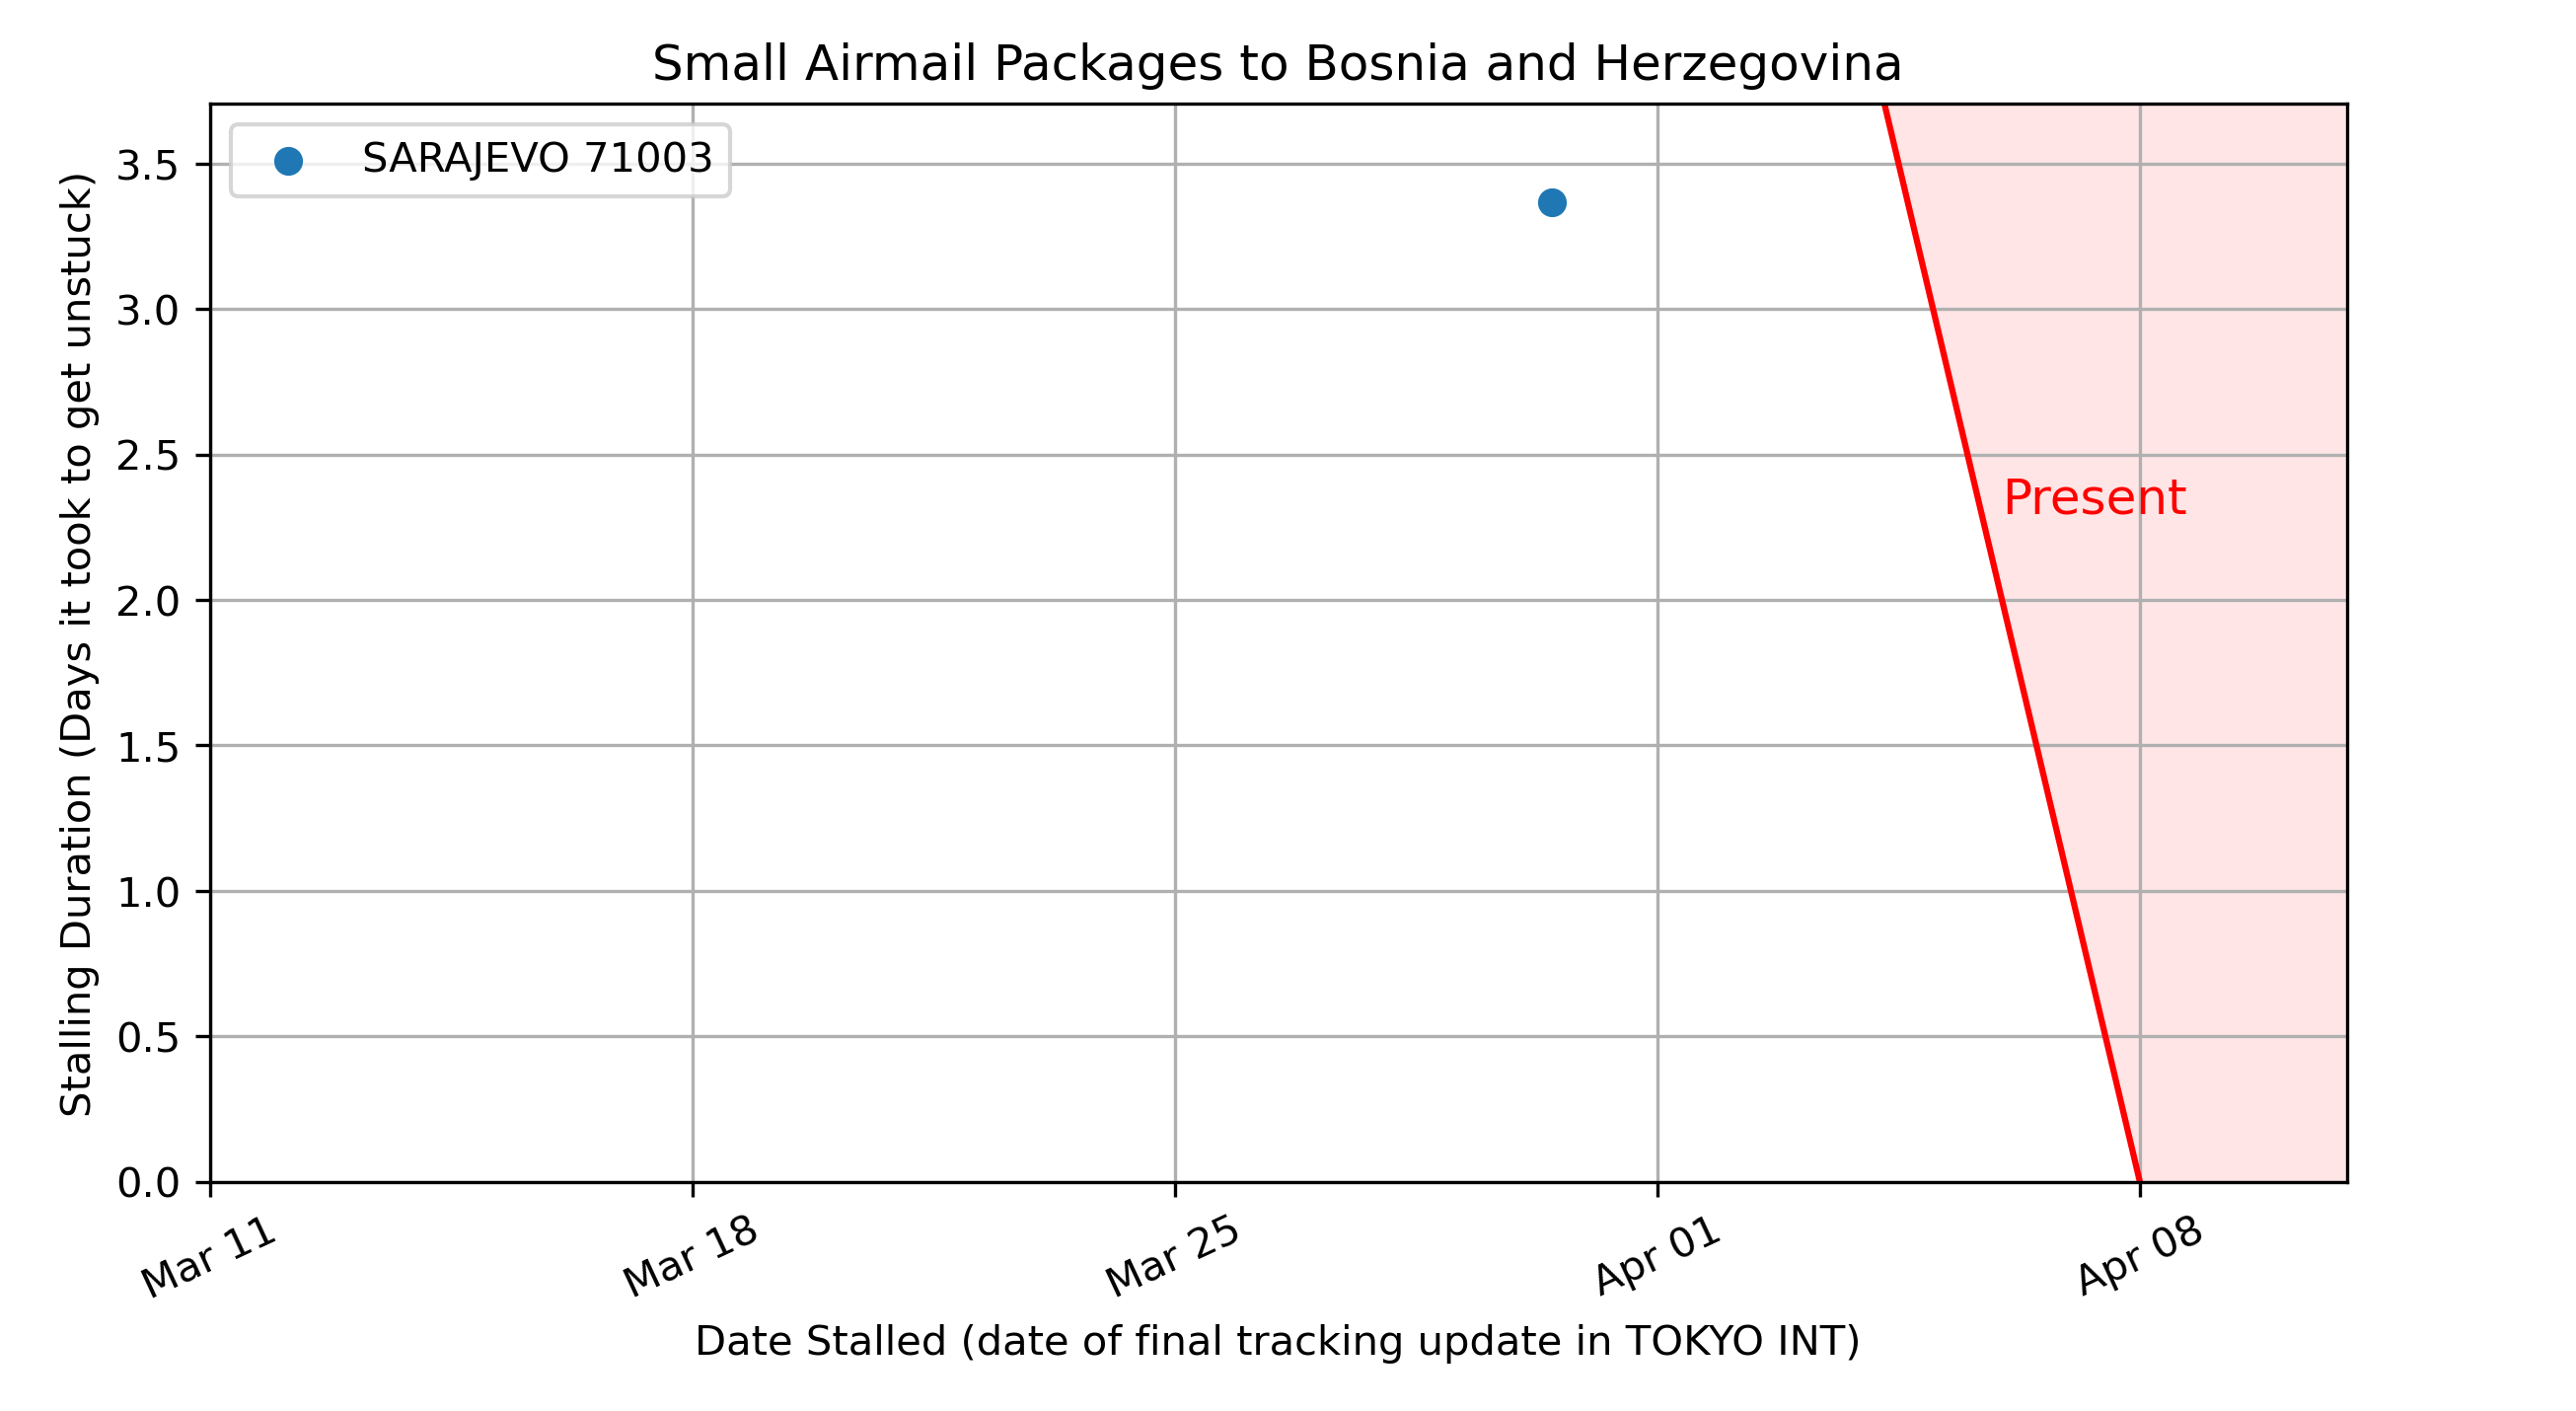 Small Airmail Packages to Bosnia and Herzegovina
SARAJEVO 71003
Stalling Duration (Days it took to get unstuck)
3.5
3.0
2.5
2.0
1.5
1.0
0.5
0.0
Present
Mar 11
Mar 18
Mar 25
Apr 01
Apr 08
Date Stalled (date of final tracking update in TOKYO INT)